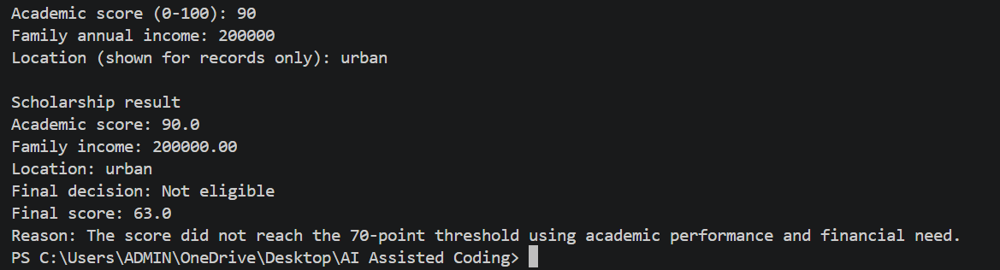 Academic score (0-100): 90
Family annual income: 200000
Location (shown for records only): urban

Scholarship result
Academic score: 90.0
Family income: 200000.00
Location: urban
Final decision: Not eligible
Final score: 63.0
Reason: The score did not reach the 70-point threshold using academic performance and financial need.
PS C:\Users\ADMIN\OneDrive\Desktop\AI Assisted Coding>